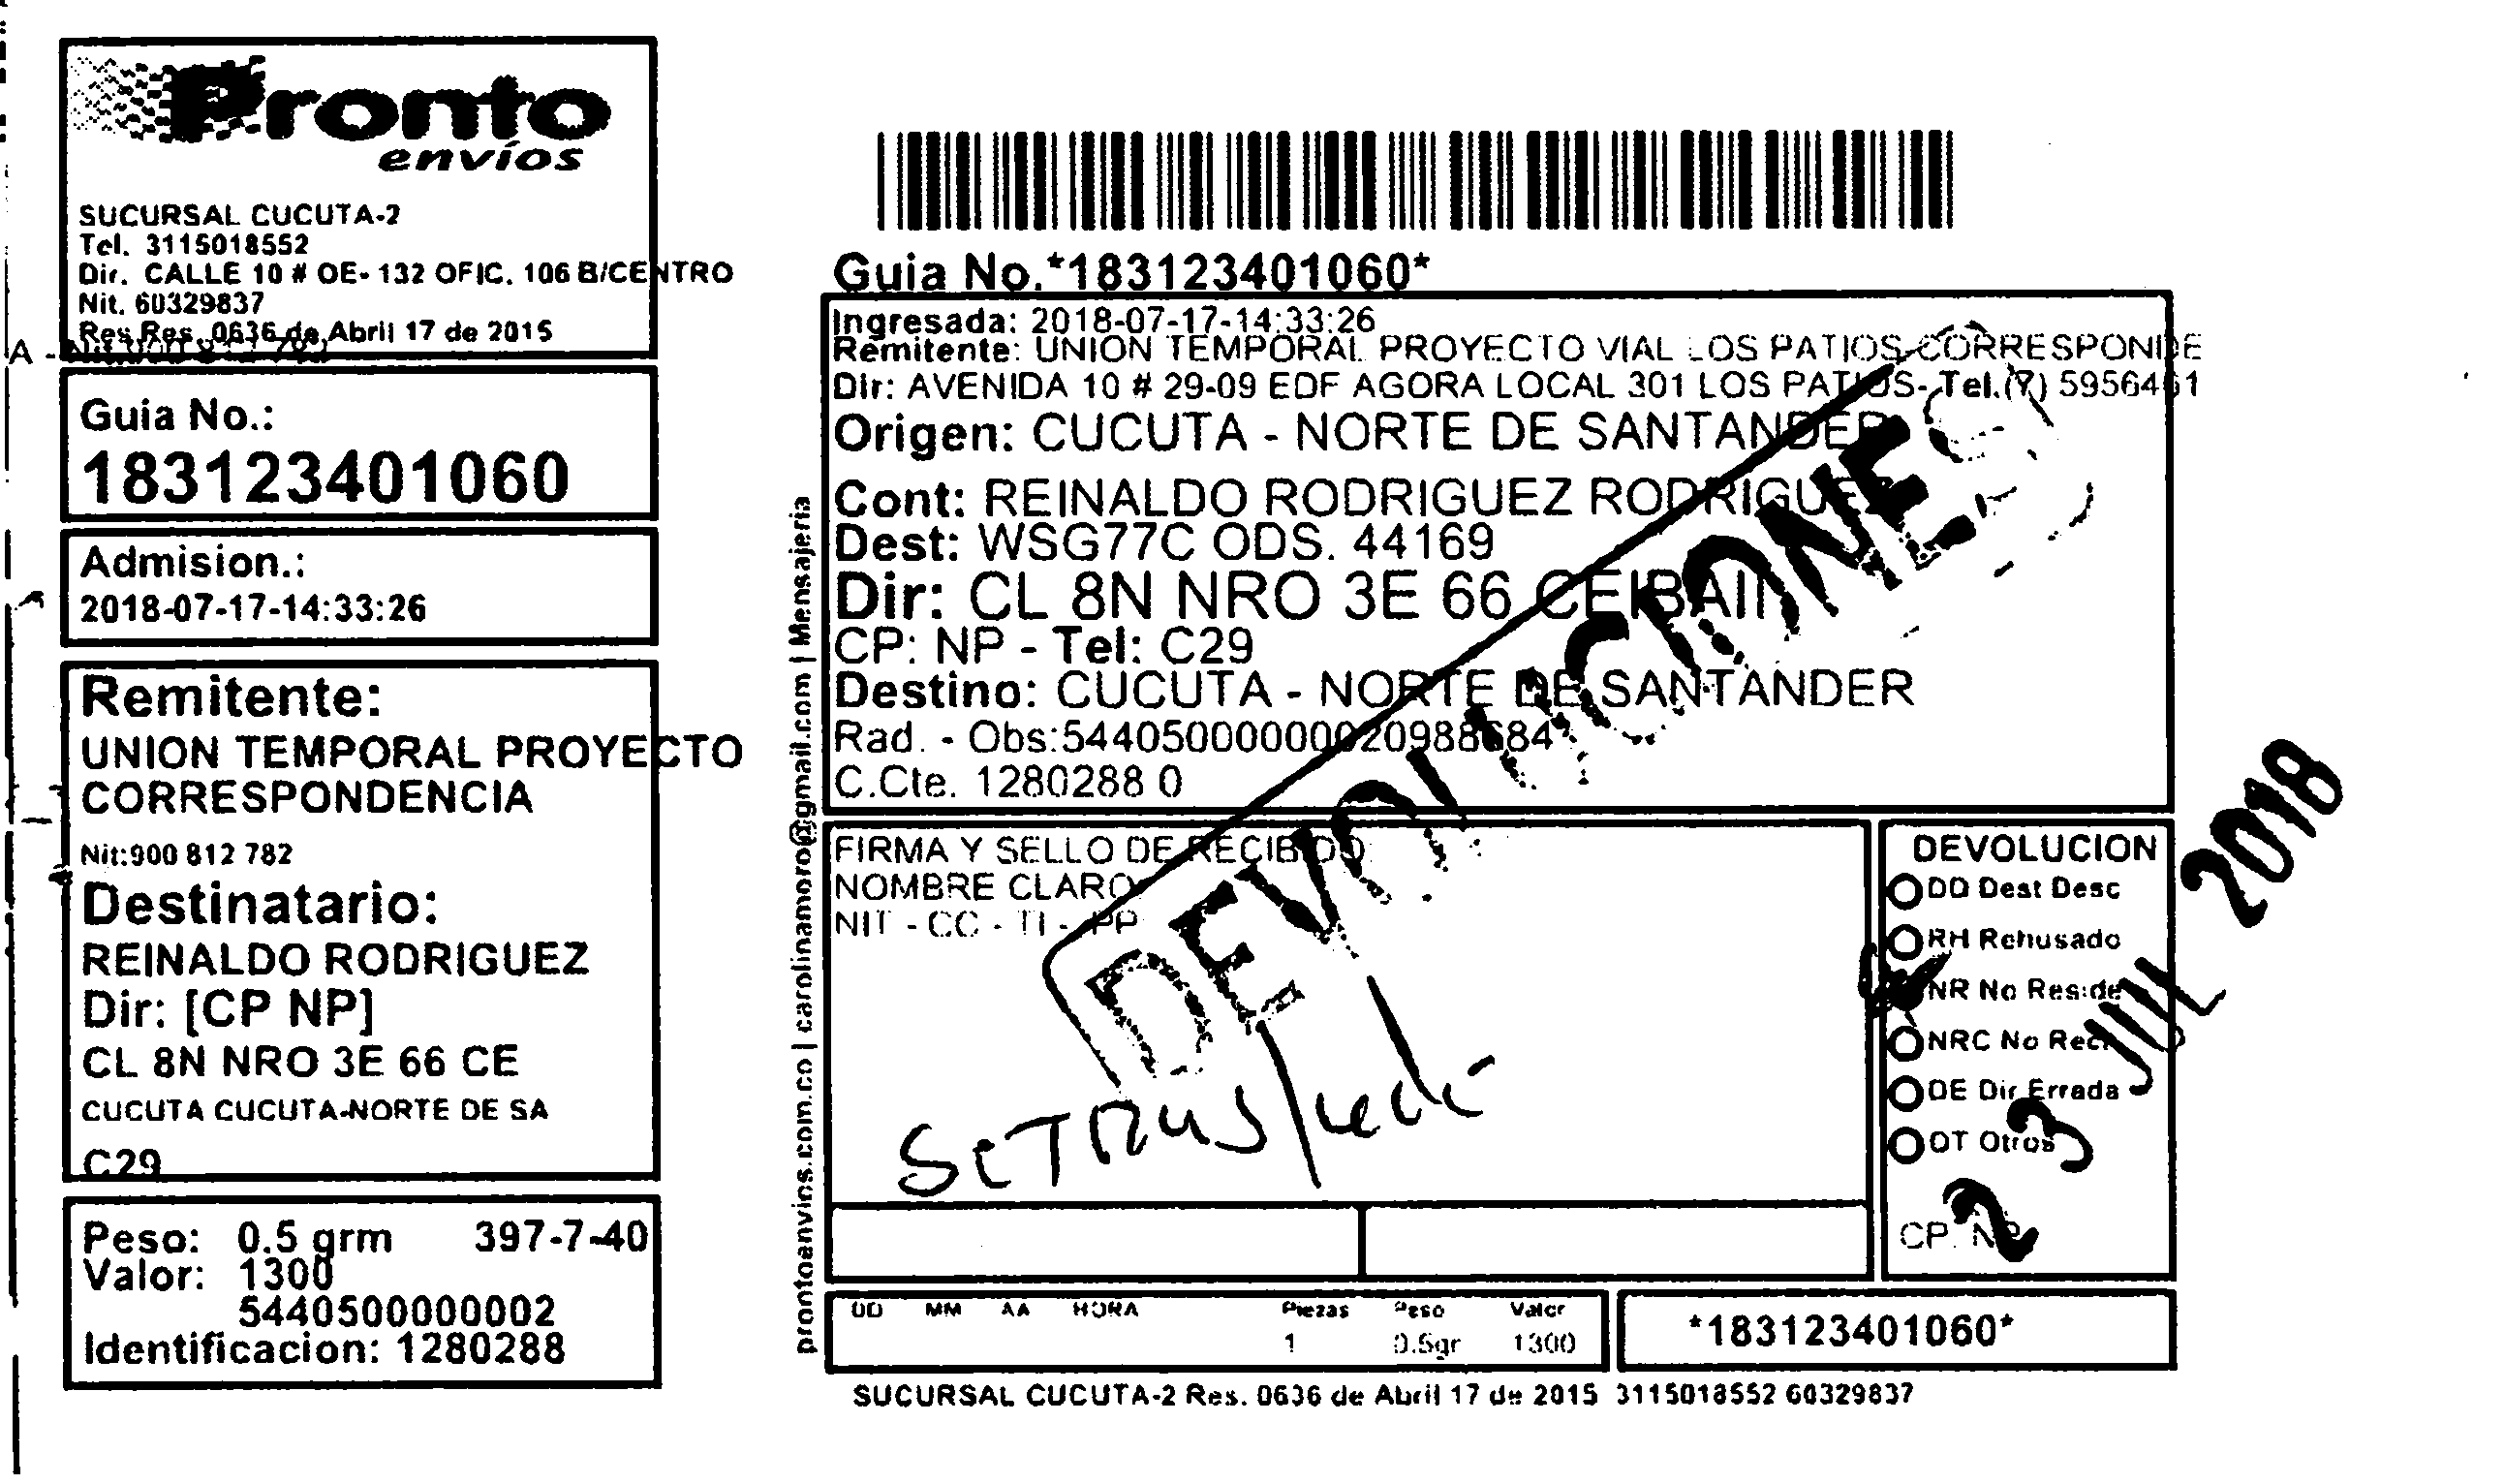 Pronto
envíos
SUCURSAL CUCUTA-2
Tel. 3115018552
Dir. CALLE 10 # OE- 132 OFIC. 106 B/CENTRO
Nit. 60329837
Res.Res. 0636 de Abril 17 de 2015
Guia No.:
183123401060
Admision.:
2018-07-17-14:33:26
Remitente:
UNION TEMPORAL PROYECTO
CORRESPONDENCIA
Nit:900 812 782
Destinatario:
REINALDO RODRIGUEZ
Dir: [CP NP]
CL 8N NRO 3E 66 CE
CUCUTA CUCUTA-NORTE DE SA
C29
Peso: 0.5 grm 397-7-40
Valor: 1300
5440500000002
Identificacion: 1280288
prontoenvios.com.co | carolinamoro@gmail.com | Mensajeria
Guia No.*183123401060*
Ingresada: 2018-07-17-14:33:26
Remitente: UNION TEMPORAL PROYECTO VIAL LOS PATIOS CORRESPONDE
Dir: AVENIDA 10 # 29-09 EDF AGORA LOCAL 301 LOS PATIOS- Tel.(7) 5956461
Origen: CUCUTA - NORTE DE SANTANDER
Cont: REINALDO RODRIGUEZ RODRIGUEZ
Dest: WSG77C ODS. 44169
Dir: CL 8N NRO 3E 66 CEIBA II
CP: NP - Tel: C29
Destino: CUCUTA - NORTE DE SANTANDER
Rad. - Obs:
C.Cte. 1280288 0
DEVOLUCIONES
FIRMA Y SELLO DE RECIBIDO
NOMBRE CLARO
NIT - CC - TI - PP
DEVOLUCION
DD Dest Desc
RH Rehusado
NR No Reside
NRC No Recl
DE Dir Errada
OT Otros
CP. NP
23 JUL 2018
DD MM AA HORA Piezas Peso Valor
1 0.5gr 1300
*183123401060*
SUCURSAL CUCUTA-2 Res. 0636 de Abril 17 de 2015 3115018552 60329837